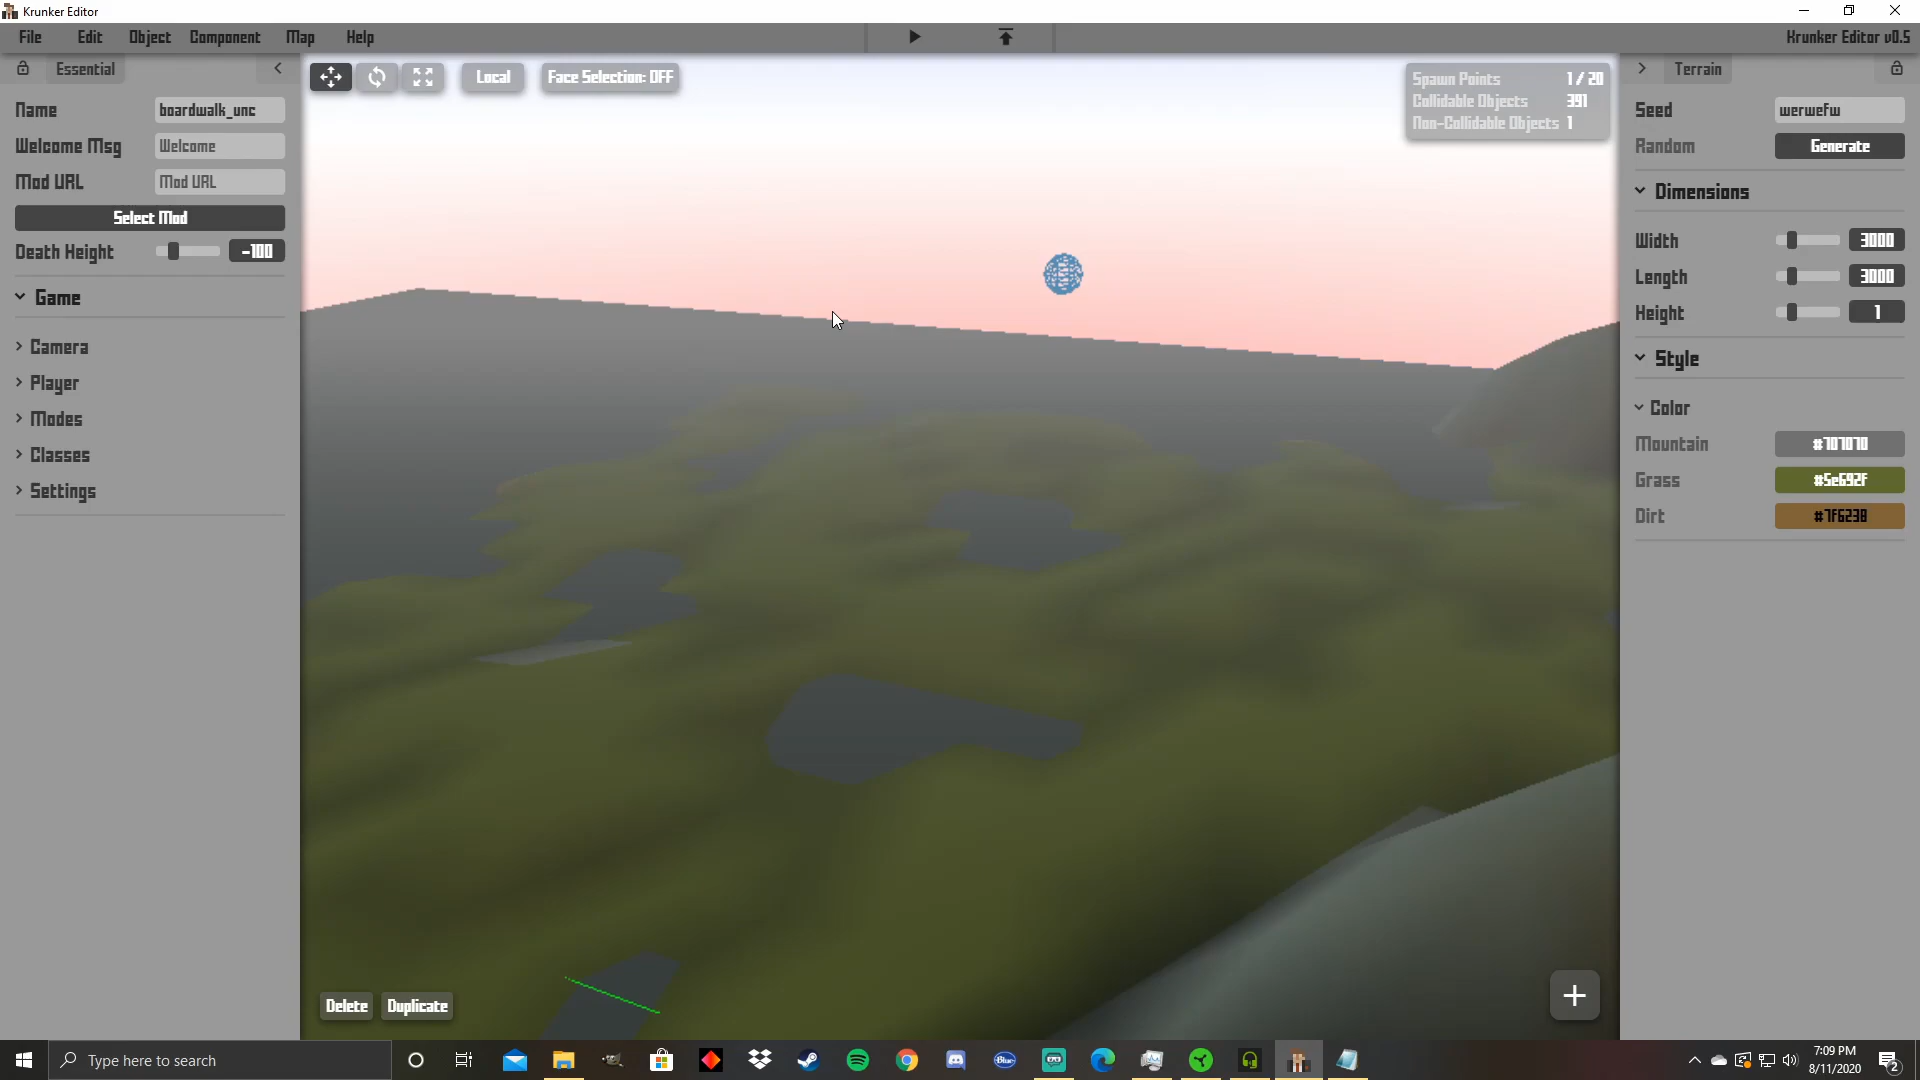 Krunker Editor
File Edit Object Component Map Help
Krunker Editor v0.5
Essential
Name boardwalk_unc
Welcome Msg Welcome
Mod URL Mod URL
Select Mod
Death Height -100
Game
Camera
Player
Modes
Classes
Settings
Local
Face Selection: OFF
Spawn Points 1 / 20
Collidable Objects 391
Non-Collidable Objects 1
Delete
Duplicate
+
Terrain
Seed werwefw
Random Generate
Dimensions
Width 3000
Length 3000
Height 1
Style
Color
Mountain #707070
Grass #5e692f
Dirt #7f6238
Type here to search
Blue
7:09 PM
8/11/2020
2